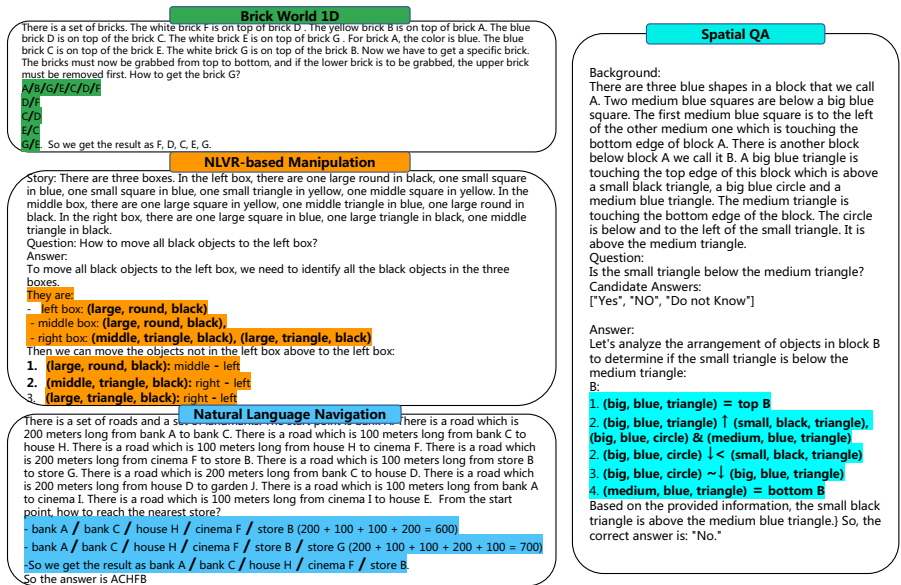 Brick World 1D
There is a set of bricks. The white brick F is on top of brick D . The yellow brick B is on top of brick A. The blue
brick D is on top of the brick C. The white brick E is on top of brick G . For brick A, the color is blue. The blue
brick C is on top of the brick E. The white brick G is on top of the brick B. Now we have to get a specific brick.
The bricks must now be grabbed from top to bottom, and if the lower brick is to be grabbed, the upper brick
must be removed first. How to get the brick G?
A/B/G/E/C/D/F
D/F
C/D
E/C
G/E. So we get the result as F, D, C, E, G.
NLVR-based Manipulation
Story: There are three boxes. In the left box, there are one large round in black, one small square
in blue, one small square in blue, one small triangle in yellow, one middle square in yellow. In the
middle box, there are one large square in yellow, one middle triangle in blue, one large round in
black. In the right box, there are one large square in blue, one large triangle in black, one middle
triangle in black.
Question: How to move all black objects to the left box?
Answer:
To move all black objects to the left box, we need to identify all the black objects in the three
boxes.
They are:
- left box: (large, round, black)
- middle box: (large, round, black),
- right box: (middle, triangle, black), (large, triangle, black)
Then we can move the objects not in the left box above to the left box:
1. (large, round, black): middle - left
2. (middle, triangle, black): right - left
3. (large, triangle, black): right - left
Natural Language Navigation
There is a set of roads and a set of There is a road which is
200 meters long from bank A to bank C. There is a road which is 100 meters long from bank C to
house H. There is a road which is 100 meters long from house H to cinema F. There is a road which
is 200 meters long from cinema F to store B. There is a road which is 100 meters long from store B
to store G. There is a road which is 200 meters long from bank C to house D. There is a road which
is 200 meters long from house D to garden J. There is a road which is 100 meters long from bank A
to cinema I. There is a road which is 100 meters long from cinema I to house E. From the start
point, how to reach the nearest store?
- bank A / bank C / house H / cinema F / store B (200 + 100 + 100 + 200 = 600)
- bank A / bank C / house H / cinema F / store B / store G (200 + 100 + 100 + 200 + 100 = 700)
-So we get the result as bank A / bank C / house H / cinema F / store B.
So the answer is ACHFB
Spatial QA
Background:
There are three blue shapes in a block that we call
A. Two medium blue squares are below a big blue
square. The first medium blue square is to the left
of the other medium one which is touching the
bottom edge of block A. There is another block
below block A we call it B. A big blue triangle is
touching the top edge of this block which is above
a small black triangle, a big blue circle and a
medium blue triangle. The medium triangle is
touching the bottom edge of the block. The circle
is below and to the left of the small triangle. It is
above the medium triangle.
Question:
Is the small triangle below the medium triangle?
Candidate Answers:
["Yes", "NO", "Do not Know"]
Answer:
Let's analyze the arrangement of objects in block B
to determine if the small triangle is below the
medium triangle:
B:
1. (big, blue, triangle) = top B
2. (big, blue, triangle) ↑ (small, black, triangle),
(big, blue, circle) & (medium, blue, triangle)
2. (big, blue, circle) ↓< (small, black, triangle)
3. (big, blue, circle) ~↓ (big, blue, triangle)
4. (medium, blue, triangle) = bottom B
Based on the provided information, the small black
triangle is above the medium blue triangle.} So, the
correct answer is: "No."